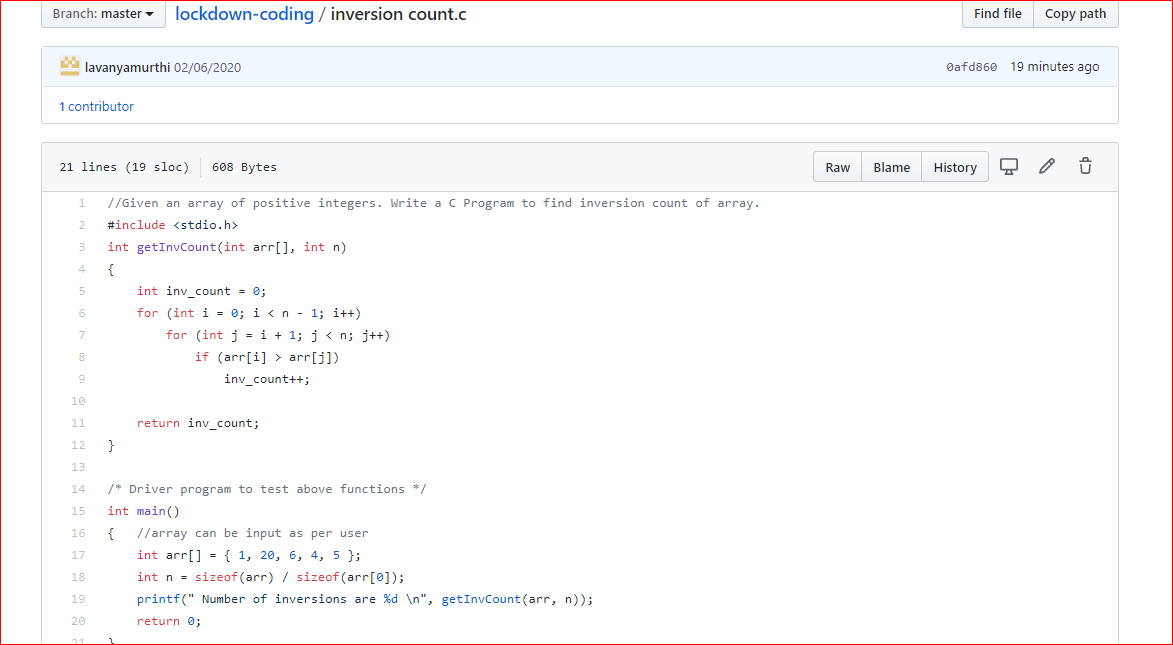 Branch: master
lockdown-coding / inversion count.c
Find file
Copy path
lavanyamurthi 02/06/2020
0afd860
19 minutes ago
1 contributor
21 lines (19 sloc)
608 Bytes
Raw
Blame
History
1 //Given an array of positive integers. Write a C Program to find inversion count of array.
2 #include <stdio.h>
3 int getInvCount(int arr[], int n)
4 {
5 int inv_count = 0;
6 for (int i = 0; i < n - 1; i++)
7 for (int j = i + 1; j < n; j++)
8 if (arr[i] > arr[j])
9 inv_count++;
10
11 return inv_count;
12 }
13
14 /* Driver program to test above functions */
15 int main()
16 { //array can be input as per user
17 int arr[] = { 1, 20, 6, 4, 5 };
18 int n = sizeof(arr) / sizeof(arr[0]);
19 printf(" Number of inversions are %d \n", getInvCount(arr, n));
20 return 0;
21 }